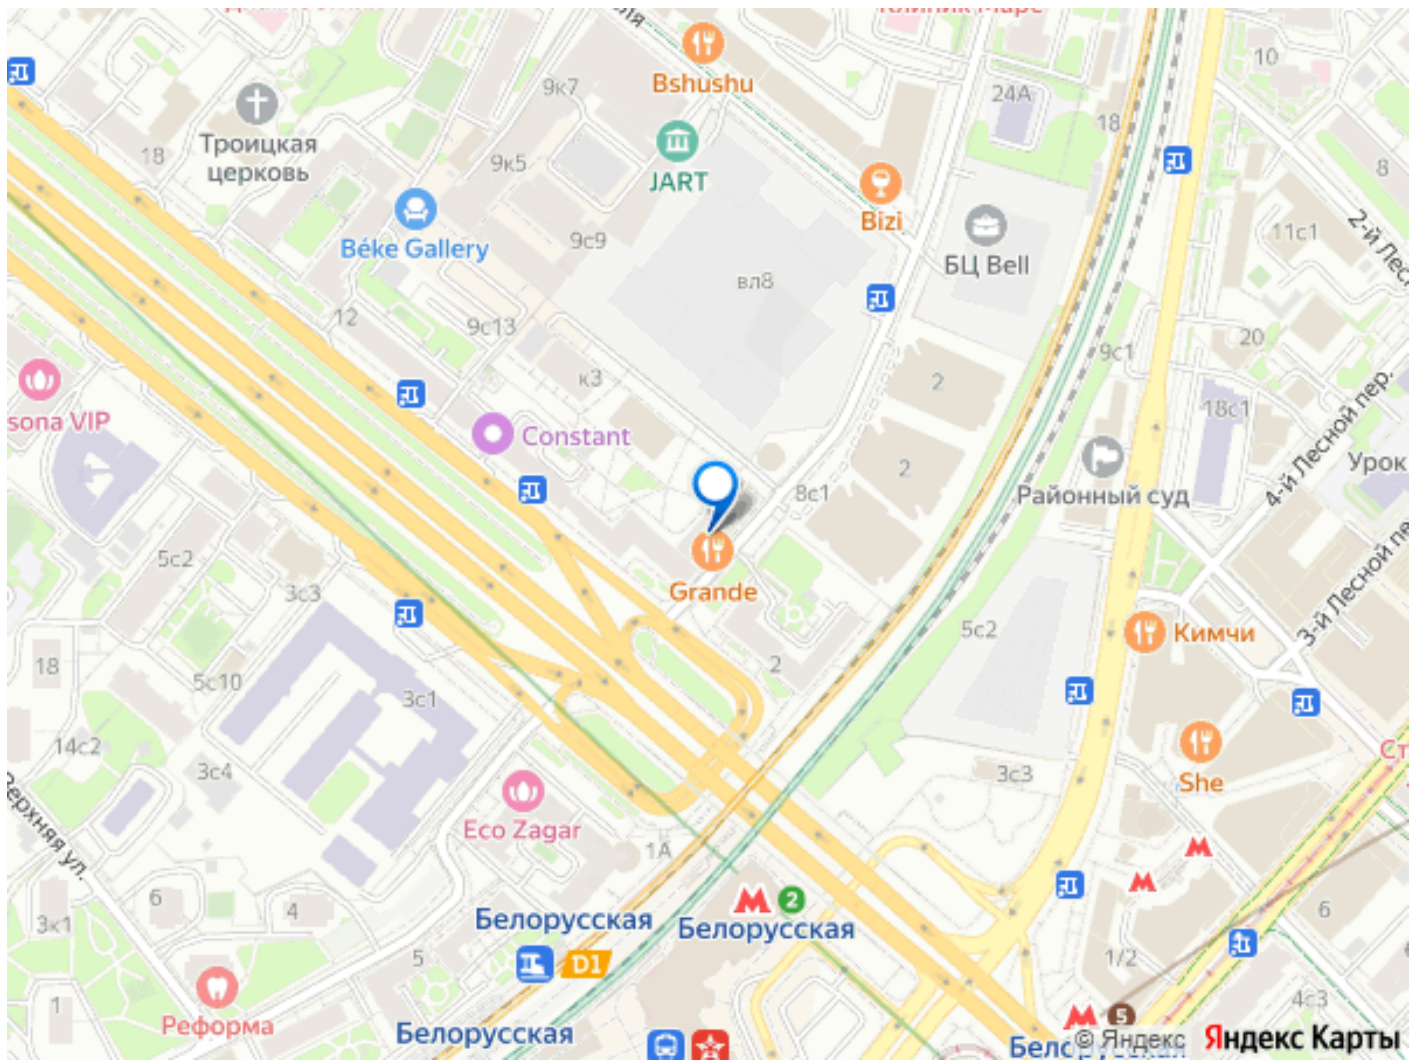 Клиник Марс
10
Bshushu
9к7
24А
18
Троицкая
церковь
18
9к5
JART
8
Bizi
Béke Gallery
9с9
БЦ Bell
11с1
2-й Лес
вл8
12
9с13
20
9с1
к3
2
sona VIP
Constant
18с1
4-й Лесной пер.
2
Районный суд
Урок
8с1
5с2
3с3
Grande
3-й Лесной пе
5с2
Кимчи
18
5с10
3с1
2
14с2
3с4
3с3
She
Ст
Верхняя ул.
Eco Zagar
1А
6
4
3к1
Белорусская
2
Белорусская
6
5
D1
1/2
1
Реформа
Белорусская
4с3
5
© Яндекс
Яндекс Карты